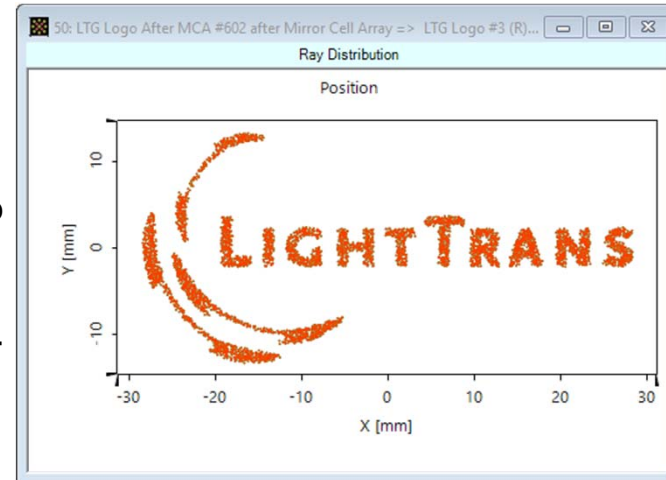 50: LTG Logo After MCA #602 after Mirror Cell Array => LTG Logo #3 (R)...
Ray Distribution
Position
Y [mm]
10
0
-10
LIGHTTRANS
-30 -20 -10 0 10 20 30
X [mm]